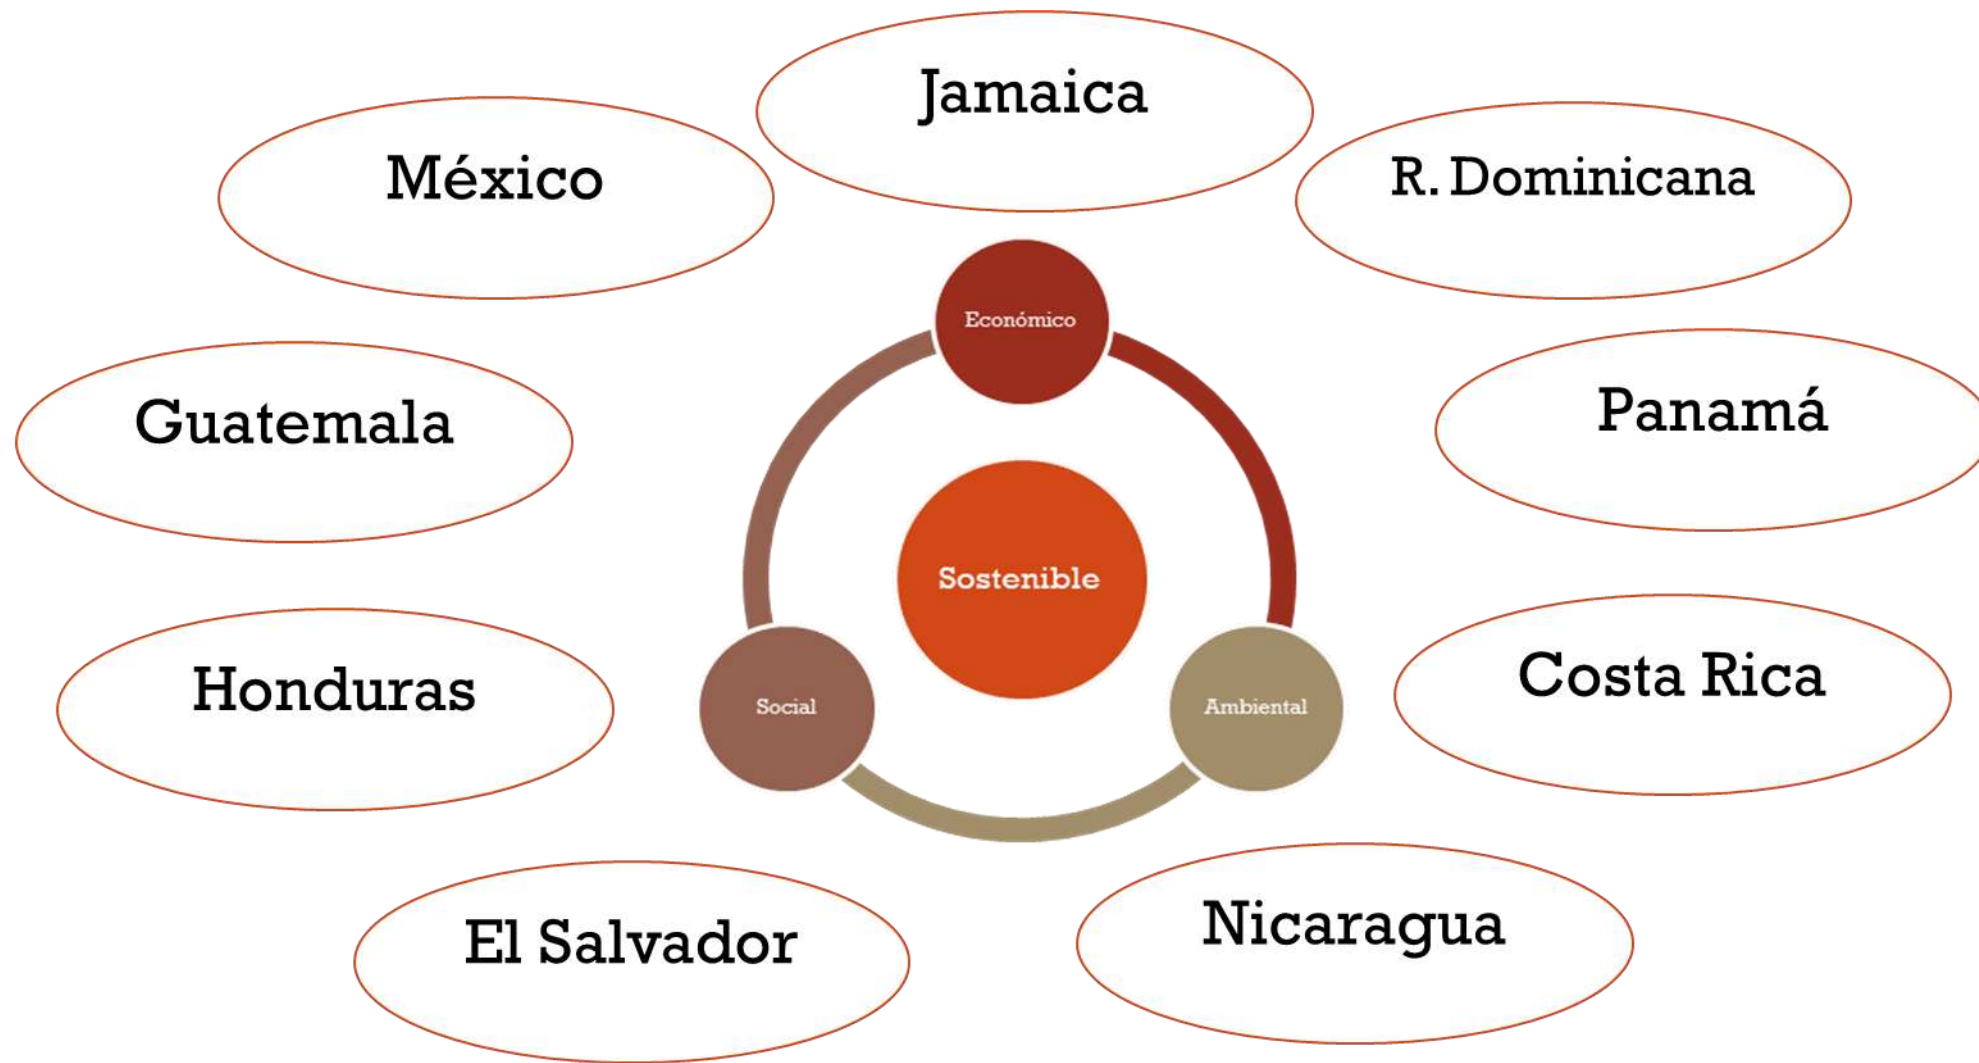 Jamaica
México
R. Dominicana
Económico
Guatemala
Panamá
Sostenible
Honduras
Social
Ambiental
Costa Rica
El Salvador
Nicaragua